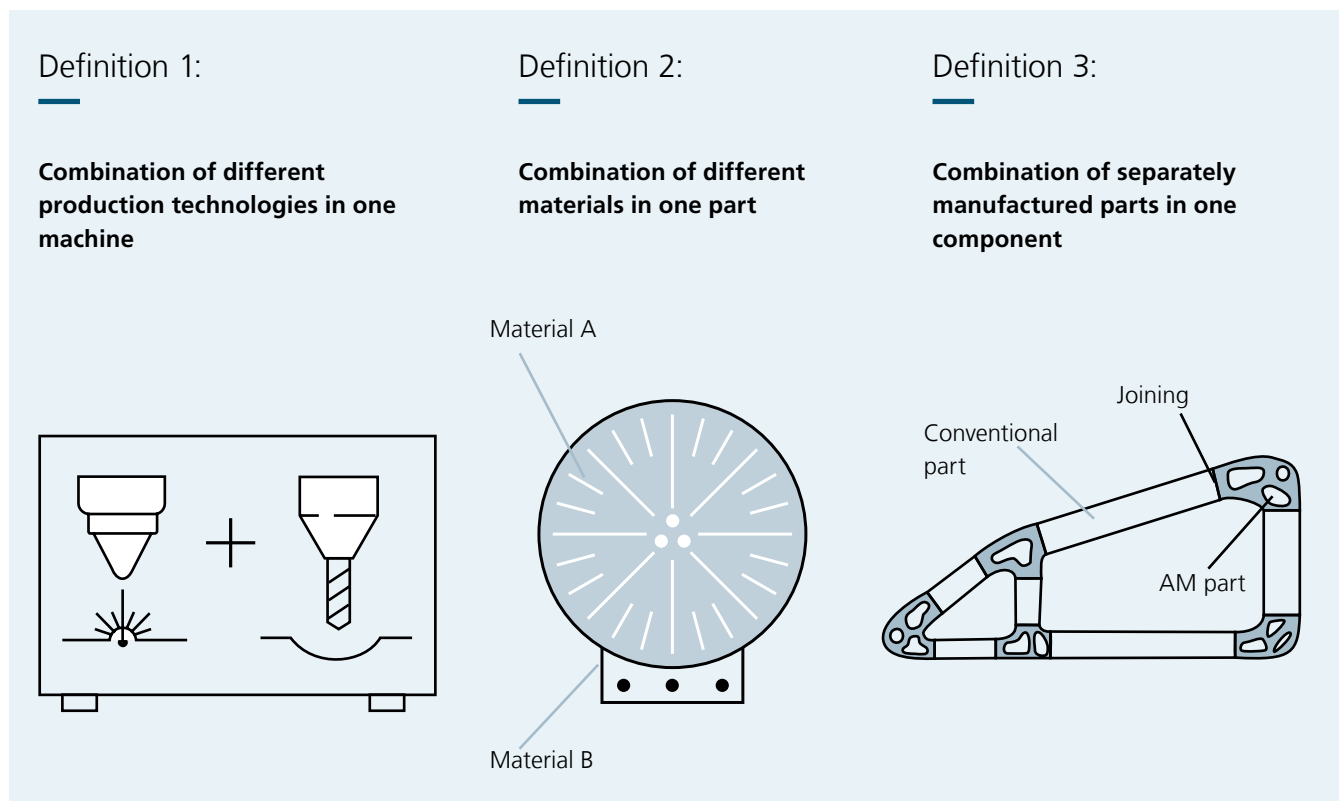 Definition 1:
Combination of different
production technologies in one
machine
Definition 2:
Combination of different
materials in one part
Material A
Material B
Definition 3:
Combination of separately
manufactured parts in one
component
Joining
Conventional
part
AM part